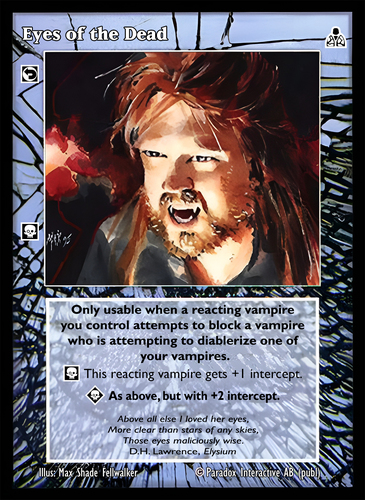 Eyes of the Dead
Only usable when a reacting vampire
you control attempts to block a vampire
who is attempting to diablerize one of
your vampires.
This reacting vampire gets +1 intercept.
As above, but with +2 intercept.
Above all else I loved her eyes,
More clear than stars of any skies,
Those eyes maliciously wise.
D.H. Lawrence, Elysium
Illus: Max Shade Fellwalker
© Paradox Interactive AB (publ)